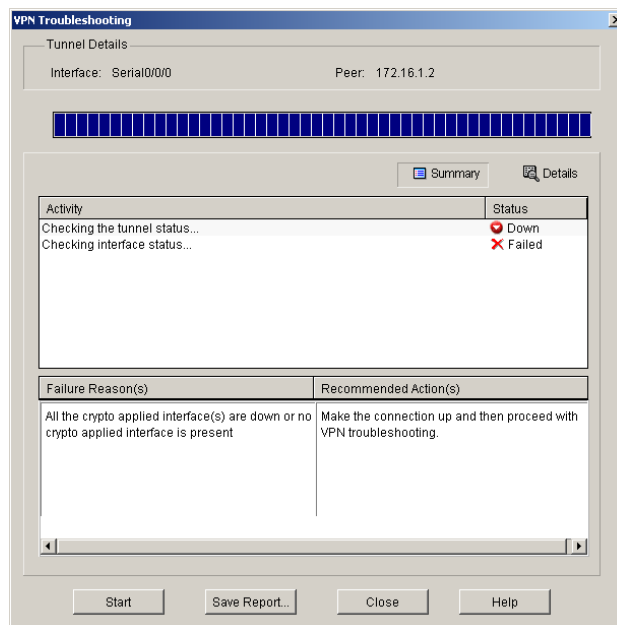 VPN Troubleshooting
Tunnel Details
Interface: Serial0/0/0 Peer: 172.16.1.2
Summary Details
Activity Status
Checking the tunnel status... Down
Checking interface status... Failed
Failure Reason(s) Recommended Action(s)
All the crypto applied interface(s) are down or no
crypto applied interface is present
Make the connection up and then proceed with
VPN troubleshooting.
Start Save Report... Close Help